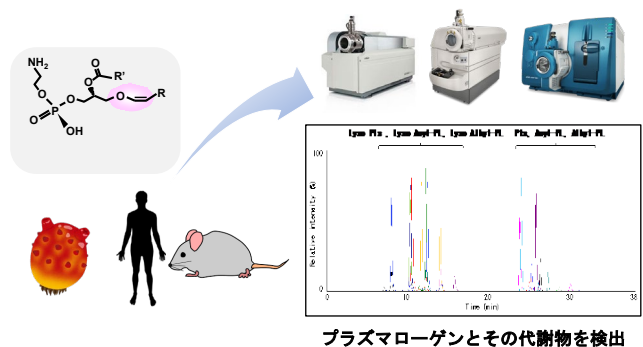 NH2
O
R'
O
O
O
R
O
P
O
OH
Lyso Pls , Lyso Acyl-PL, Lyso Alkyl-PL
Pls, Acyl-PL, Alkyl-PL
100
Relative intensity (%)
0
0
10
20
30
38
Time (min)
プラズマローゲンとその代謝物を検出